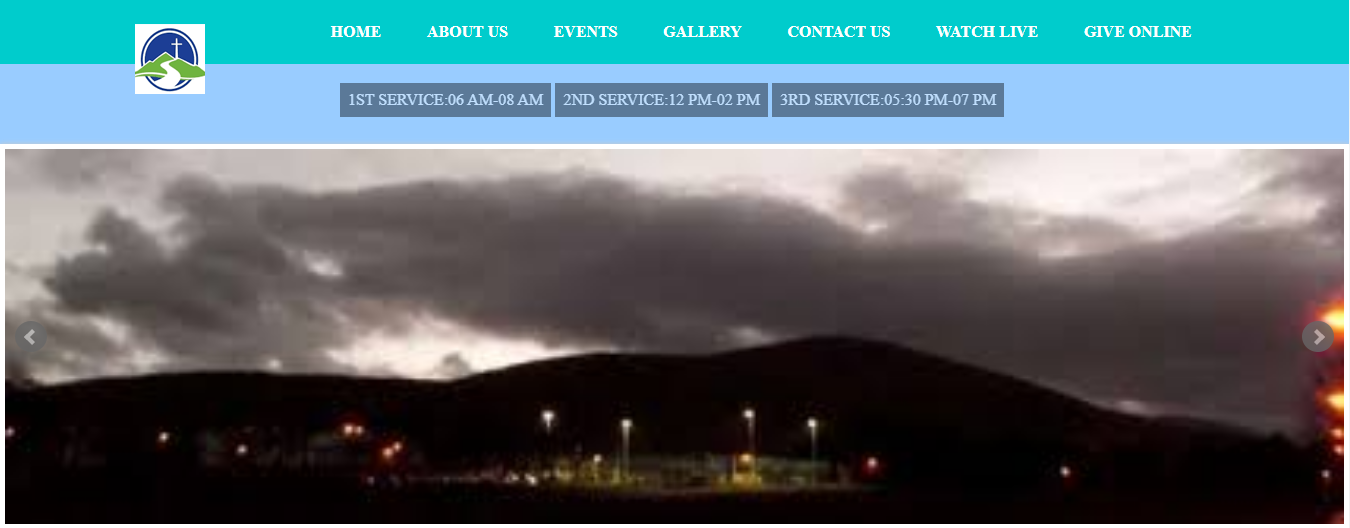 HOME ABOUT US EVENTS GALLERY CONTACT US WATCH LIVE GIVE ONLINE
1ST SERVICE:06 AM-08 AM 2ND SERVICE:12 PM-02 PM 3RD SERVICE:05:30 PM-07 PM